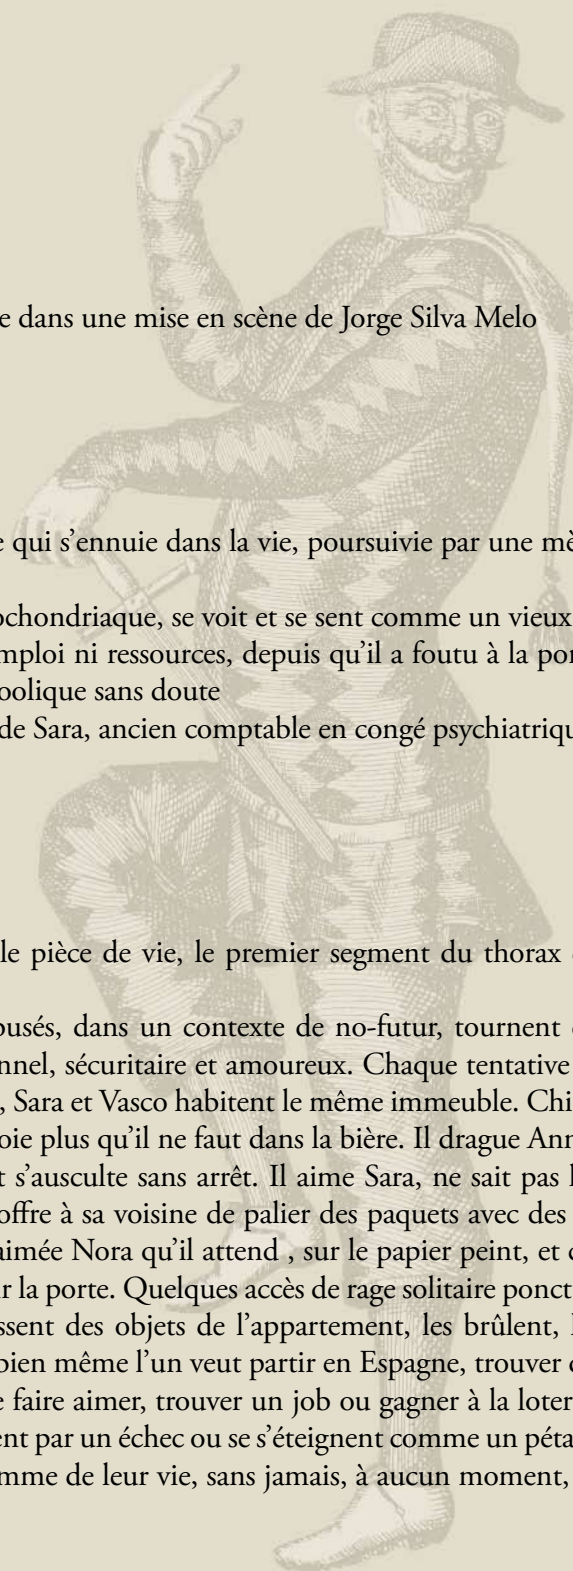 e dans une mise en scène de Jorge Silva Melo
e qui s’ennuie dans la vie, poursuivie par une mè
ochondriaque, se voit et se sent comme un vieux
mploi ni ressources, depuis qu’il a foutu à la por
oolique sans doute
de Sara, ancien comptable en congé psychiatriqu
le pièce de vie, le premier segment du thorax
busés, dans un contexte de no-futur, tournent
nnel, sécuritaire et amoureux. Chaque tentative
, Sara et Vasco habitent le même immeuble. Chi
oie plus qu’il ne faut dans la bière. Il drague Ann
t s’ausculte sans arrêt. Il aime Sara, ne sait pas l
offre à sa voisine de palier des paquets avec des
aimée Nora qu’il attend , sur le papier peint, et
ur la porte. Quelques accès de rage solitaire ponct
ssent des objets de l’appartement, les brûlent,
bien même l’un veut partir en Espagne, trouver
e faire aimer, trouver un job ou gagner à la loter
ent par un échec ou se s’éteignent comme un péta
mme de leur vie, sans jamais, à aucun moment,